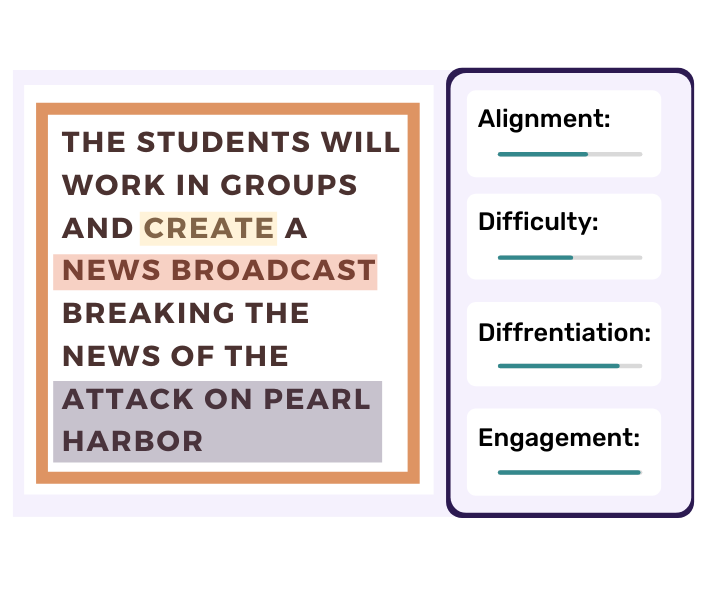 THE STUDENTS WILL
WORK IN GROUPS
AND CREATE A
NEWS BROADCAST
BREAKING THE
NEWS OF THE
ATTACK ON PEARL
HARBOR
Alignment:
Difficulty:
Diffrentiation:
Engagement: